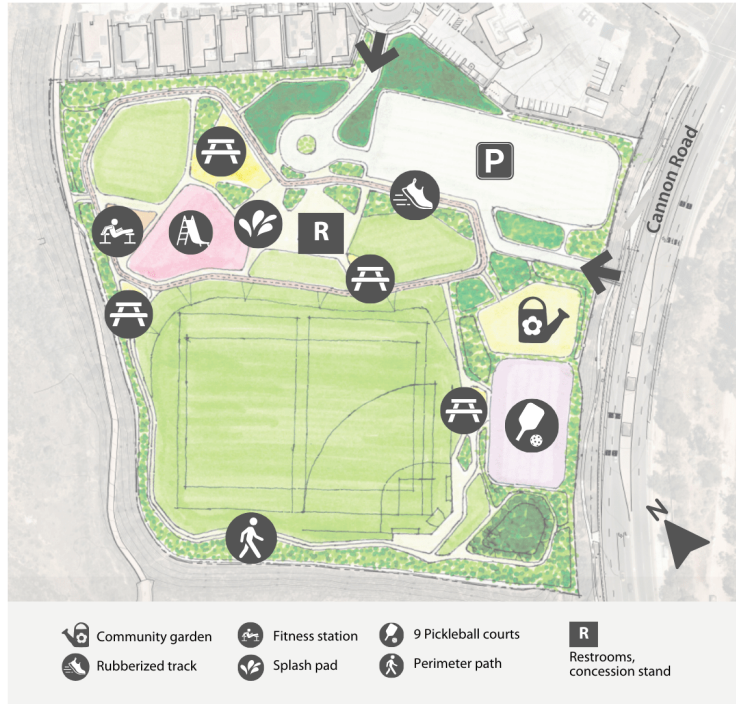 P
Cannon Road
R
N
Community garden
Fitness station
9 Pickleball courts
R
Rubberized track
Splash pad
Perimeter path
Restrooms,
concession stand